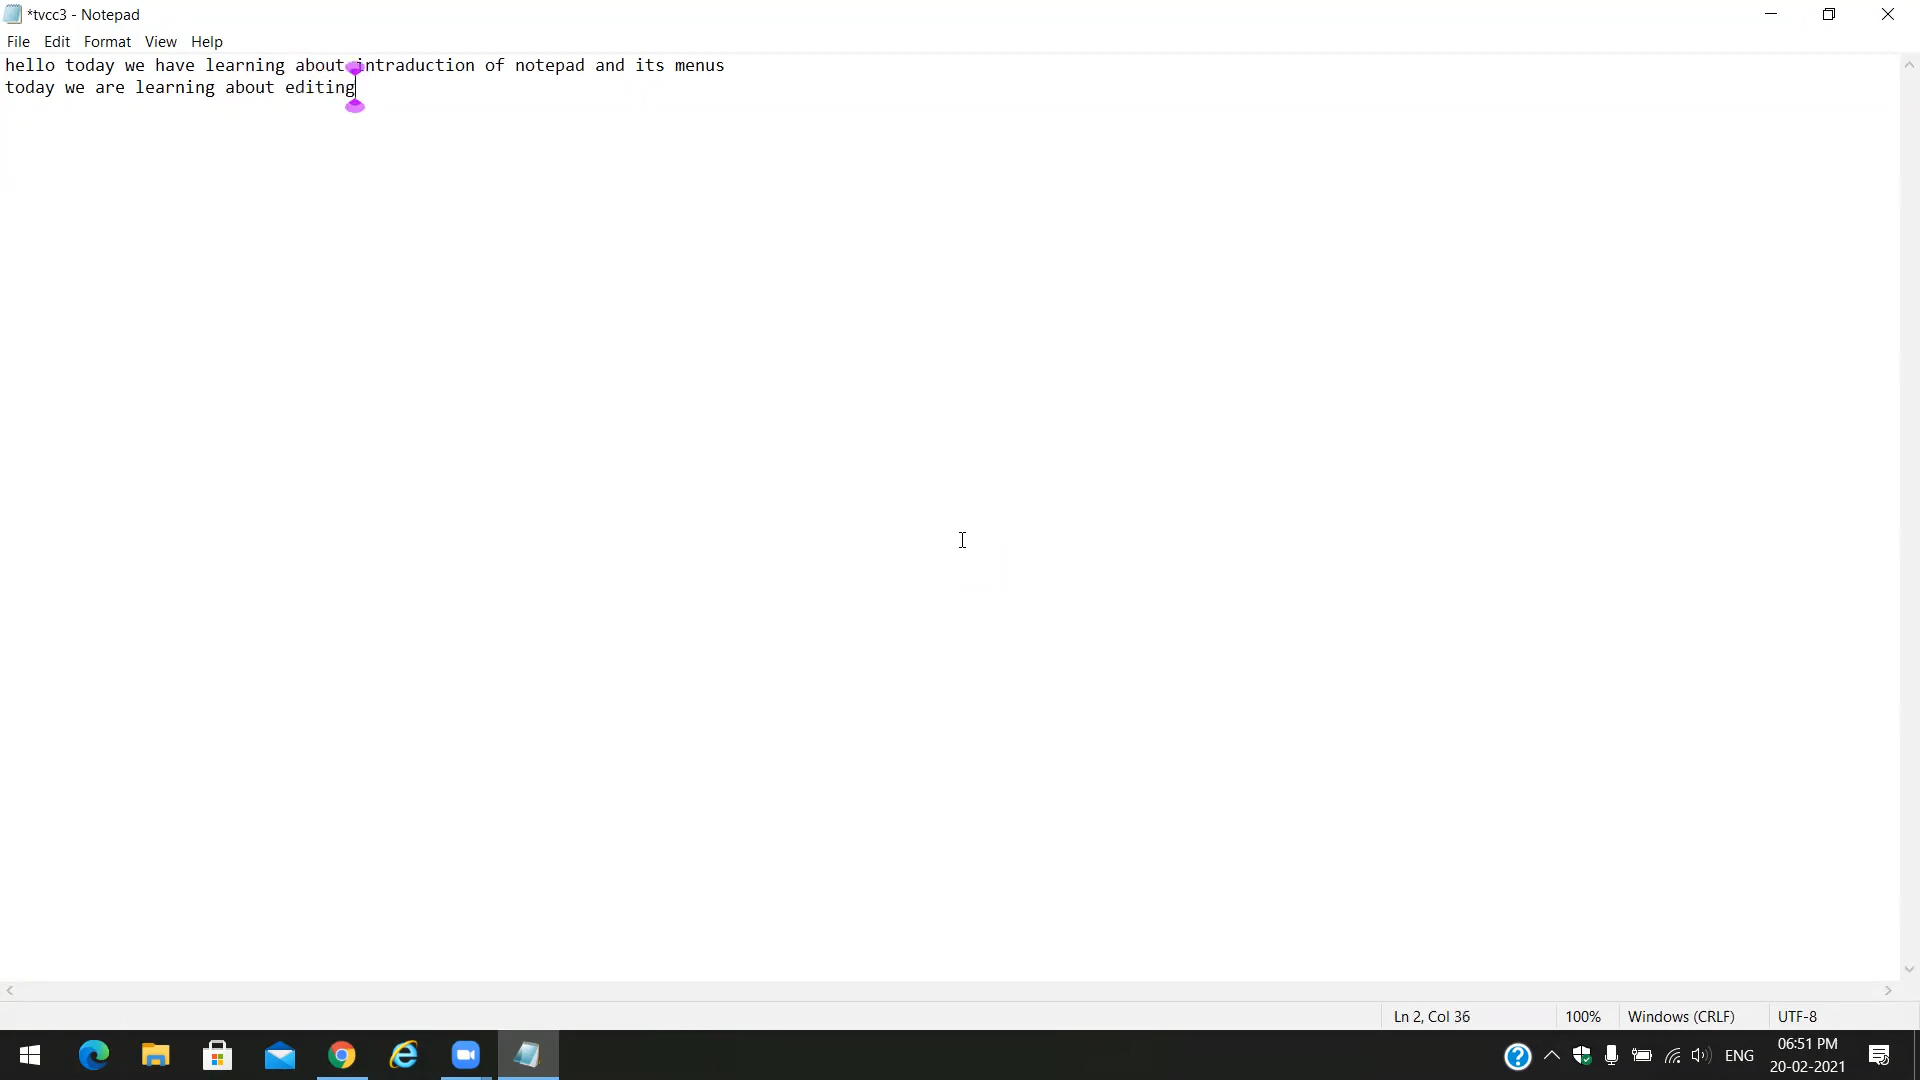 *tvcc3 - Notepad
File Edit Format View Help
hello today we have learning about intraduction of notepad and its menus
today we are learning about editing
Ln 2, Col 36 100% Windows (CRLF) UTF-8
ENG
06:51 PM
20-02-2021